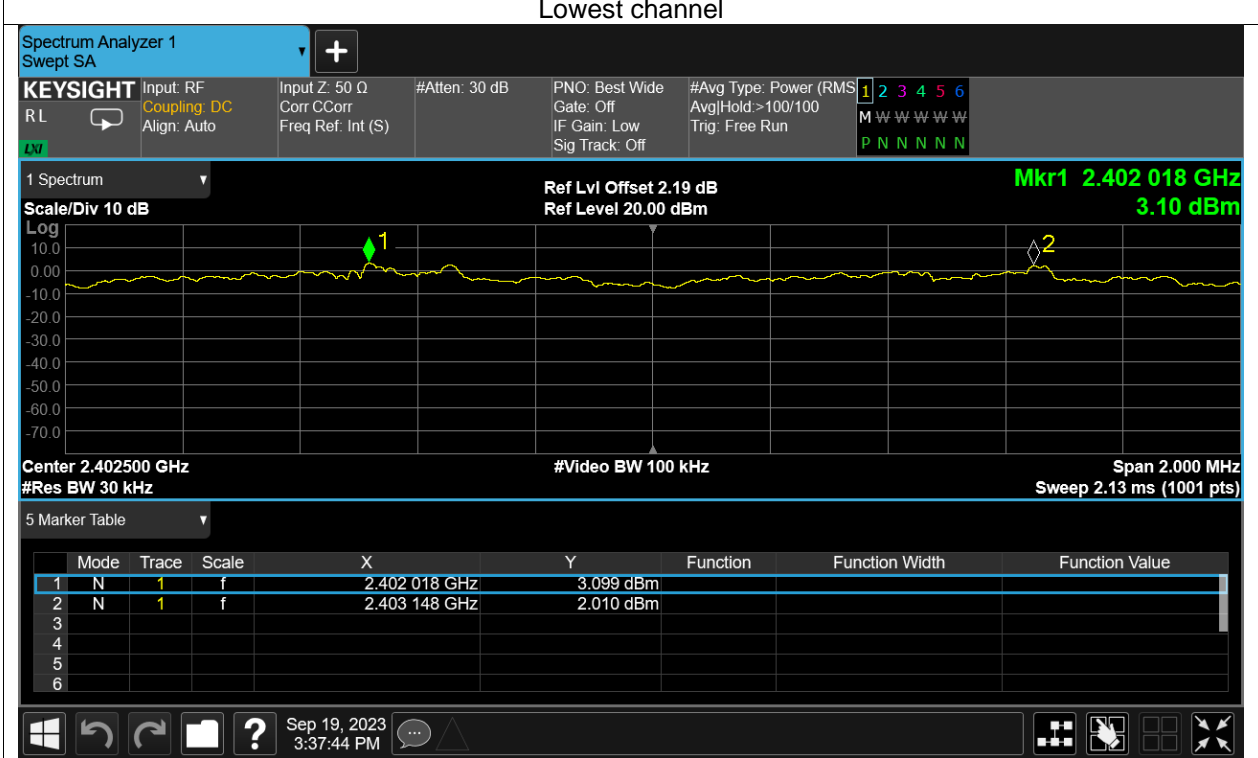 Lowest channel
Spectrum Analyzer 1
Swept SA
KEYSIGHT
RL
LXI
Input: RF
Coupling: DC
Align: Auto
Input Z: 50 Ω
Corr CCorr
Freq Ref: Int (S)
#Atten: 30 dB
PNO: Best Wide
Gate: Off
IF Gain: Low
Sig Track: Off
#Avg Type: Power (RMS
Avg|Hold:>100/100
Trig: Free Run
1 2 3 4 5 6
M W W W W W
P N N N N N
1 Spectrum
Scale/Div 10 dB
Ref Lvl Offset 2.19 dB
Ref Level 20.00 dBm
Mkr1 2.402 018 GHz
3.10 dBm
Log
10.0
0.00
-10.0
-20.0
-30.0
-40.0
-50.0
-60.0
-70.0
1
2
Center 2.402500 GHz
#Res BW 30 kHz
#Video BW 100 kHz
Span 2.000 MHz
Sweep 2.13 ms (1001 pts)
5 Marker Table
Mode Trace Scale X Y Function Function Width Function Value
1 N 1 f 2.402 018 GHz 3.099 dBm
2 N 1 f 2.403 148 GHz 2.010 dBm
3
4
5
6
?
Sep 19, 2023
3:37:44 PM